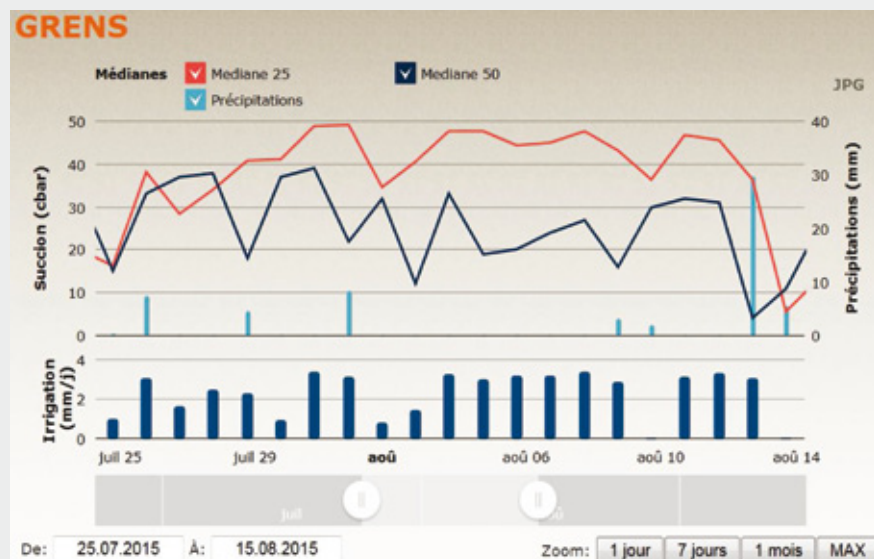 GRENS
Médianes Mediane 25 Mediane 50
Précipitations
JPG
Succion (cbar)
50
40
30
20
10
0
Précipitations (mm)
40
30
20
10
0
Irrigation
(mm/j)
4
2
0
Juil 25 Juil 29 aoû aoû 06 aoû 10 aoû 14
Juil
De: 25.07.2015 À: 15.08.2015 Zoom: 1 jour 7 jours 1 mois MAX